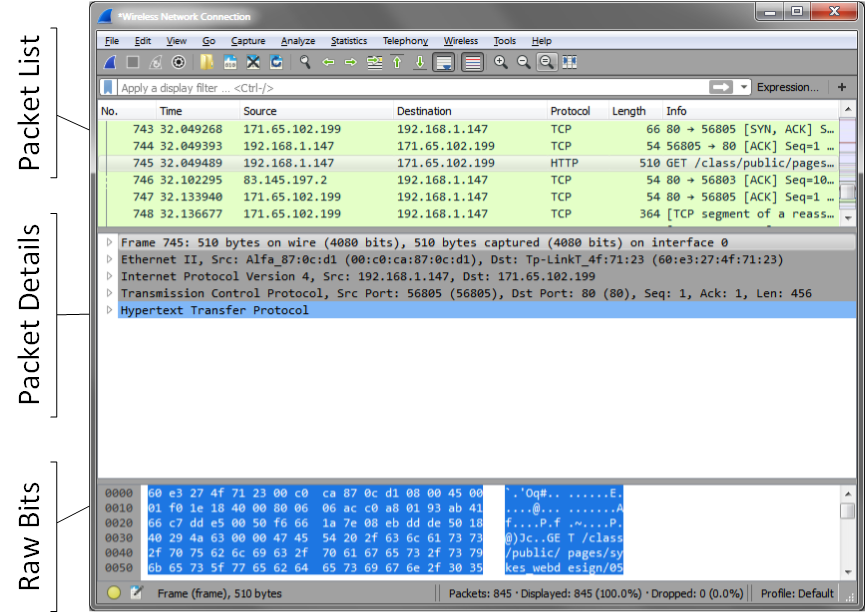 *Wireless Network Connection
File Edit View Go Capture Analyze Statistics Telephony Wireless Tools Help
Apply a display filter ... <Ctrl-/> Expression... +
Packet List
No. Time Source Destination Protocol Length Info
743 32.049268 171.65.102.199 192.168.1.147 TCP 66 80 → 56805 [SYN, ACK] S…
744 32.049393 192.168.1.147 171.65.102.199 TCP 54 56805 → 80 [ACK] Seq=1 …
745 32.049489 192.168.1.147 171.65.102.199 HTTP 510 GET /class/public/pages…
746 32.102295 83.145.197.2 192.168.1.147 TCP 54 80 → 56803 [ACK] Seq=10…
747 32.133940 171.65.102.199 192.168.1.147 TCP 54 80 → 56805 [ACK] Seq=1 …
748 32.136677 171.65.102.199 192.168.1.147 TCP 364 [TCP segment of a reass…
Packet Details
Frame 745: 510 bytes on wire (4080 bits), 510 bytes captured (4080 bits) on interface 0
Ethernet II, Src: Alfa_87:0c:d1 (00:c0:ca:87:0c:d1), Dst: Tp-LinkT_4f:71:23 (60:e3:27:4f:71:23)
Internet Protocol Version 4, Src: 192.168.1.147, Dst: 171.65.102.199
Transmission Control Protocol, Src Port: 56805 (56805), Dst Port: 80 (80), Seq: 1, Ack: 1, Len: 456
Hypertext Transfer Protocol
Raw Bits
0000 60 e3 27 4f 71 23 00 c0 ca 87 0c d1 08 00 45 00 `.'Oq#.. ......E.
0010 01 f0 1e 18 40 00 80 06 06 ac c0 a8 01 93 ab 41 ....@... .......A
0020 66 c7 dd e5 00 50 f6 66 1a 7e 08 eb dd de 50 18 f....P.f .~....P.
0030 40 29 4a 63 00 00 47 45 54 20 2f 63 6c 61 73 73 @)Jc..GE T /class
0040 2f 70 75 62 6c 69 63 2f 70 61 67 65 73 2f 73 79 /public/ pages/sy
0050 6b 65 73 5f 77 65 62 64 65 73 69 67 6e 2f 30 35 kes_webd esign/05
Frame (frame), 510 bytes Packets: 845 · Displayed: 845 (100.0%) · Dropped: 0 (0.0%) Profile: Default